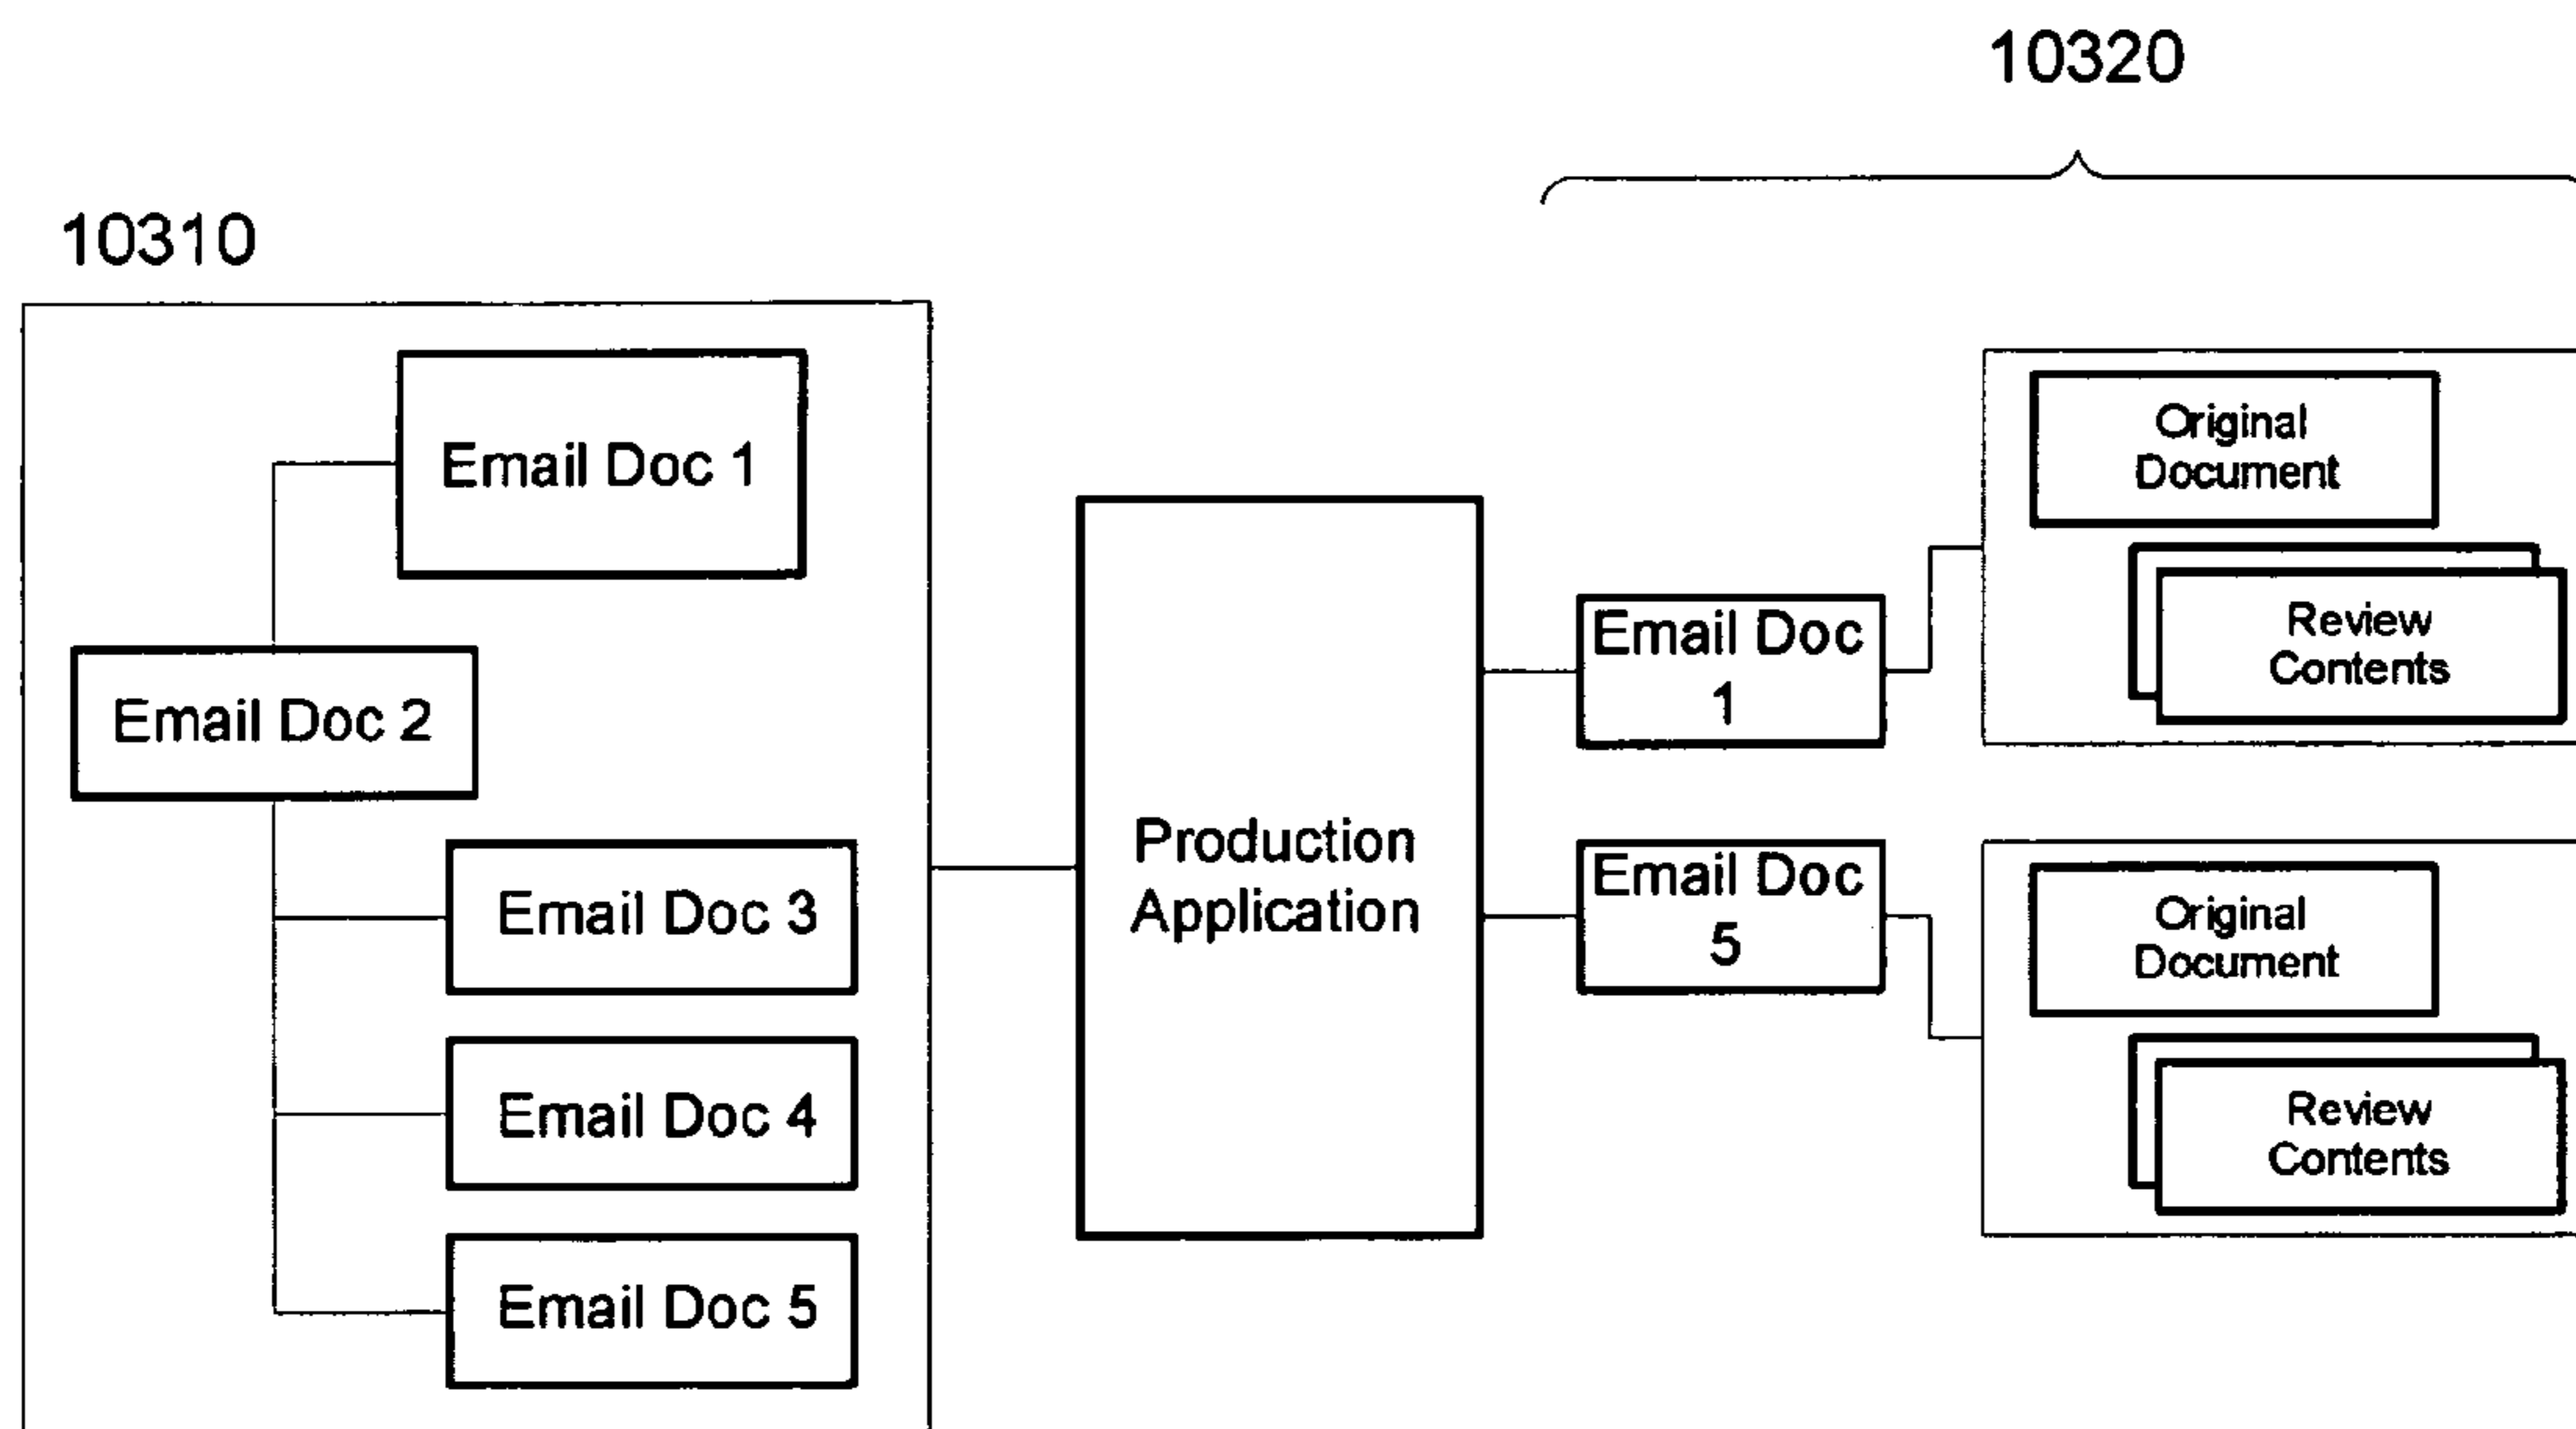 10320
10310
Email Doc 1
Email Doc 2
Email Doc 3
Email Doc 4
Email Doc 5
Production
Application
Email Doc
1
Email Doc
5
Original
Document
Review
Contents
Original
Document
Review
Contents